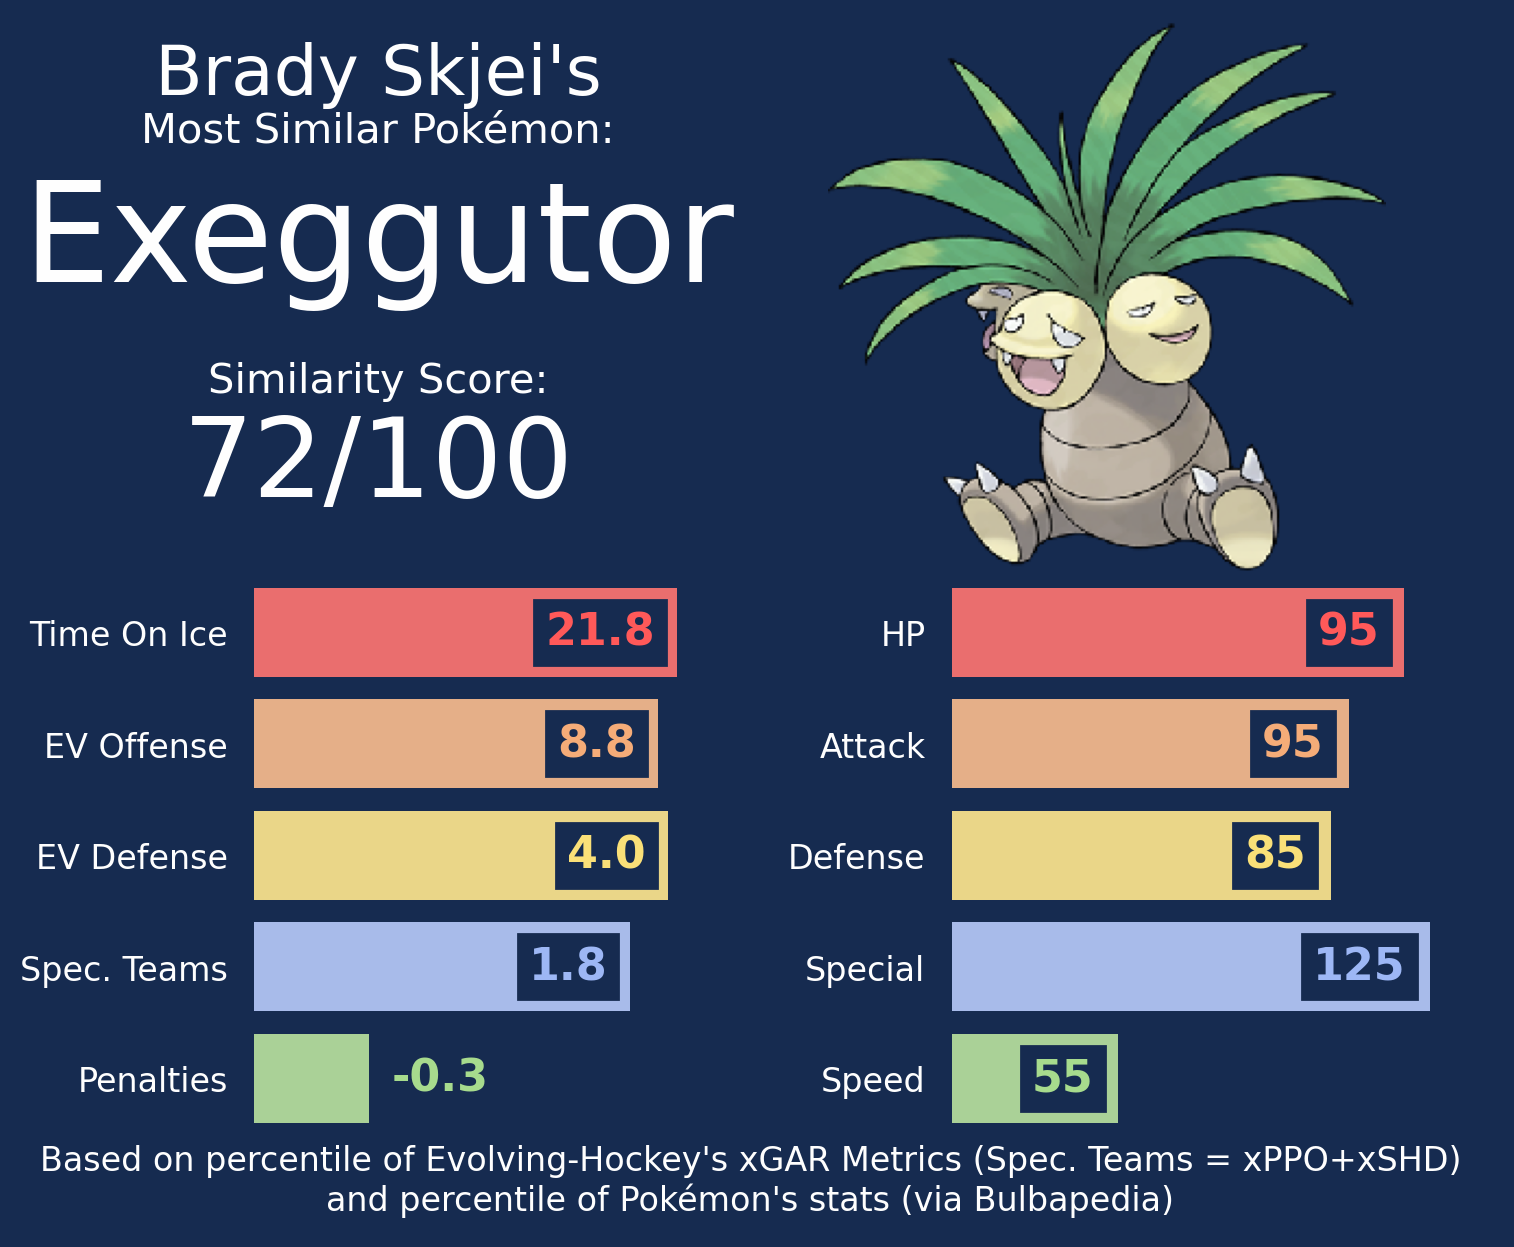 Brady Skjei's
Most Similar Pokémon:
Exeggutor
Similarity Score:
72/100
Time On Ice 21.8
EV Offense 8.8
EV Defense 4.0
Spec. Teams 1.8
Penalties -0.3
HP 95
Attack 95
Defense 85
Special 125
Speed 55
Based on percentile of Evolving-Hockey's xGAR Metrics (Spec. Teams = xPPO+xSHD)
and percentile of Pokémon's stats (via Bulbapedia)